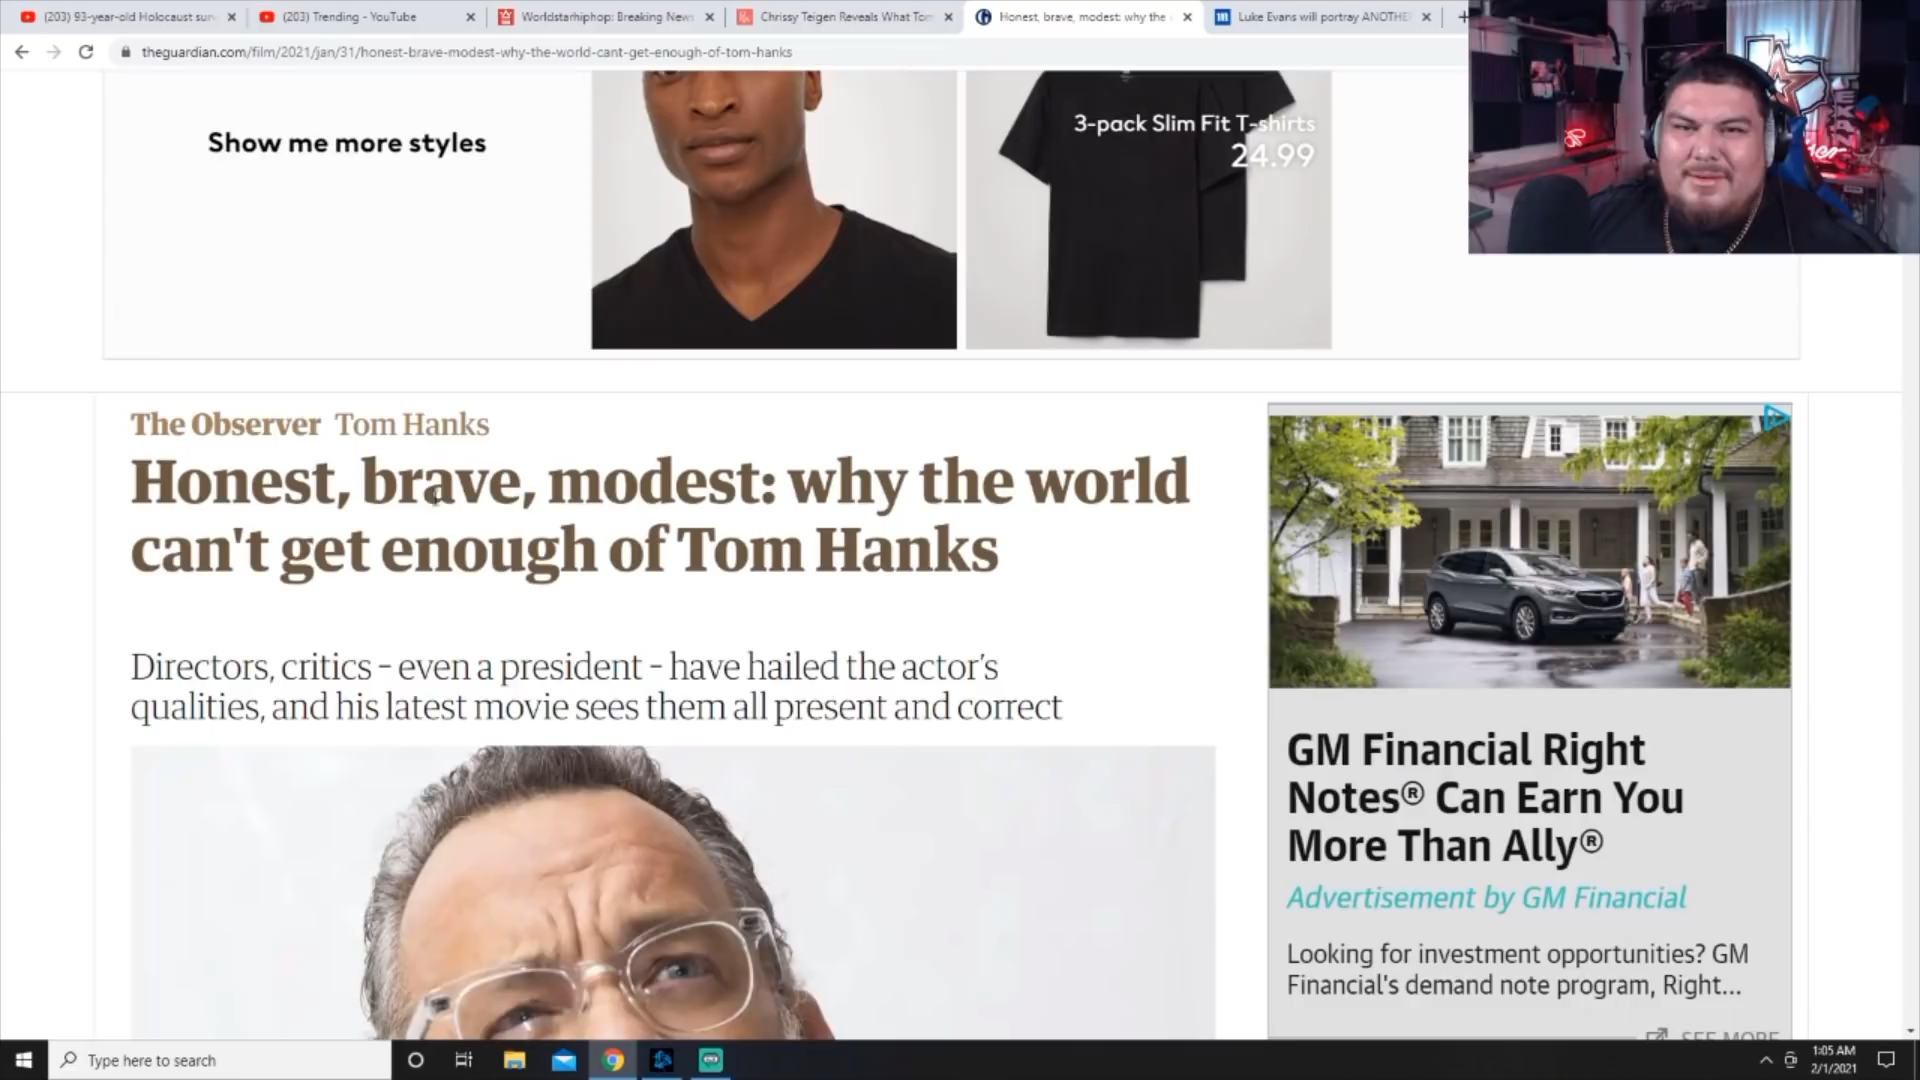 (203) 93-year-old Holocaust sur
(203) Trending - YouTube
Worldstarhiphop: Breaking News
Chrissy Teigen Reveals What Tom
Honest, brave, modest: why the
Luke Evans will portray ANOTHE
theguardian.com/film/2021/jan/31/honest-brave-modest-why-the-world-cant-get-enough-of-tom-hanks
Show me more styles
3-pack Slim Fit T-shirts
24.99
The Observer Tom Hanks
Honest, brave, modest: why the world
can't get enough of Tom Hanks
Directors, critics – even a president – have hailed the actor's
qualities, and his latest movie sees them all present and correct
GM Financial Right
Notes® Can Earn You
More Than Ally®
Advertisement by GM Financial
Looking for investment opportunities? GM
Financial's demand note program, Right...
SEE MORE
Type here to search
1:05 AM
2/1/2021